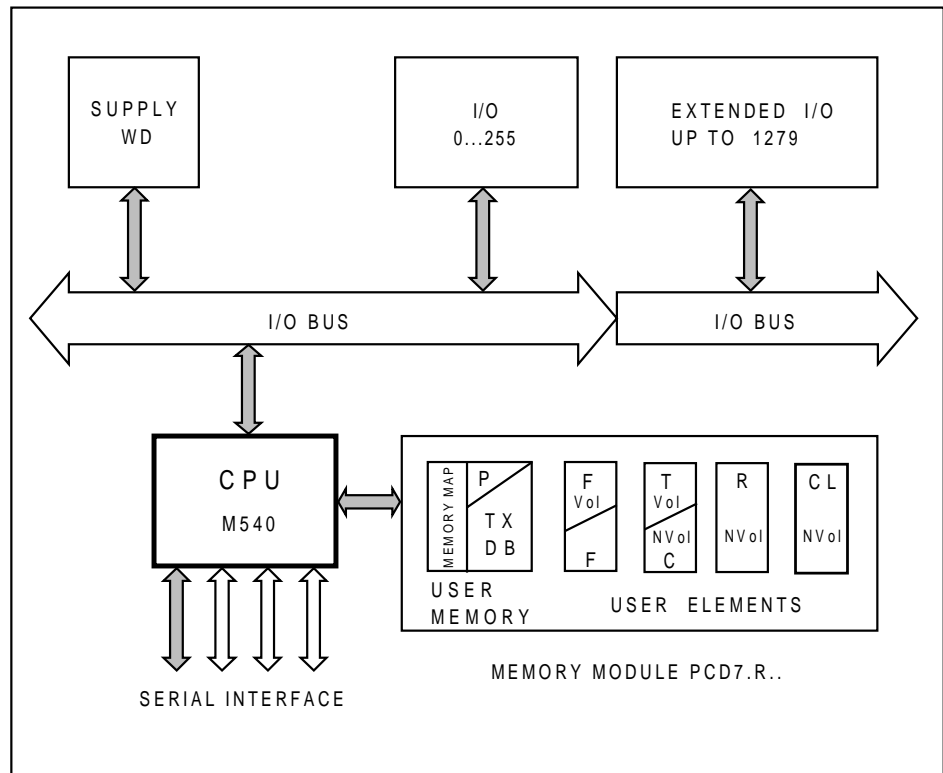 SUPPLY
WD
I/O
0...255
EXTENDED I/O
UP TO 1279
I/O BUS
I/O BUS
CPU
M540
MEMORY MAP
P
TX
DB
USER
MEMORY
F
Vol
F
T
Vol
NVol
C
R
NVol
CL
NVol
USER ELEMENTS
SERIAL INTERFACE
MEMORY MODULE PCD7.R..